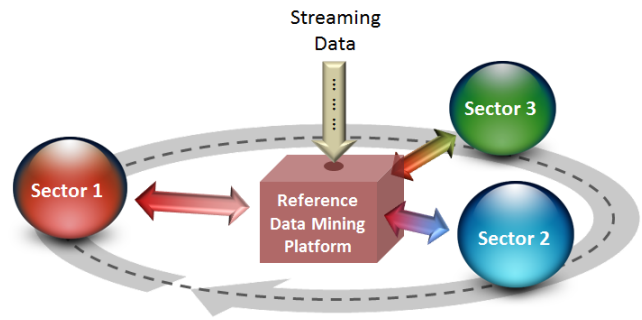 Streaming
Data
Sector 3
Sector 1
Reference
Data Mining
Platform
Sector 2